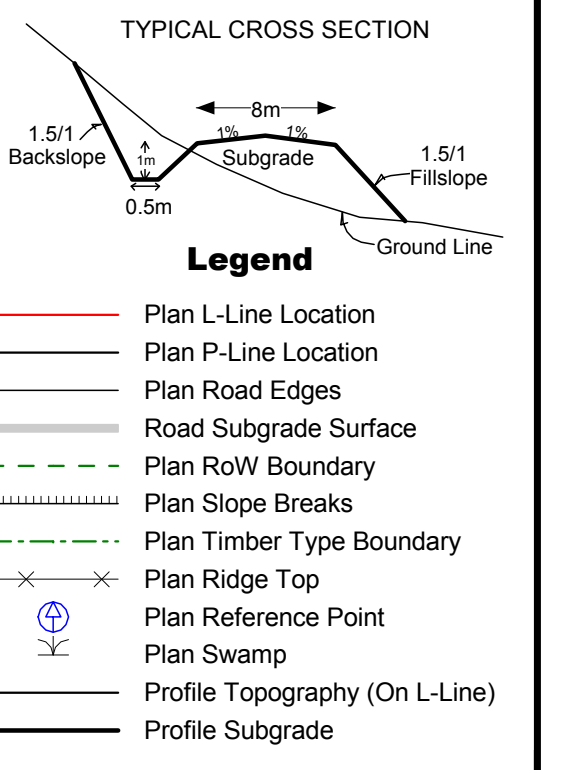 TYPICAL CROSS SECTION
8m
1% 1%
1.5/1
Backslope
1m
Subgrade
1.5/1
Fillslope
0.5m
Ground Line
Legend
Plan L-Line Location
Plan P-Line Location
Plan Road Edges
Road Subgrade Surface
Plan RoW Boundary
Plan Slope Breaks
Plan Timber Type Boundary
Plan Ridge Top
Plan Reference Point
Plan Swamp
Profile Topography (On L-Line)
Profile Subgrade